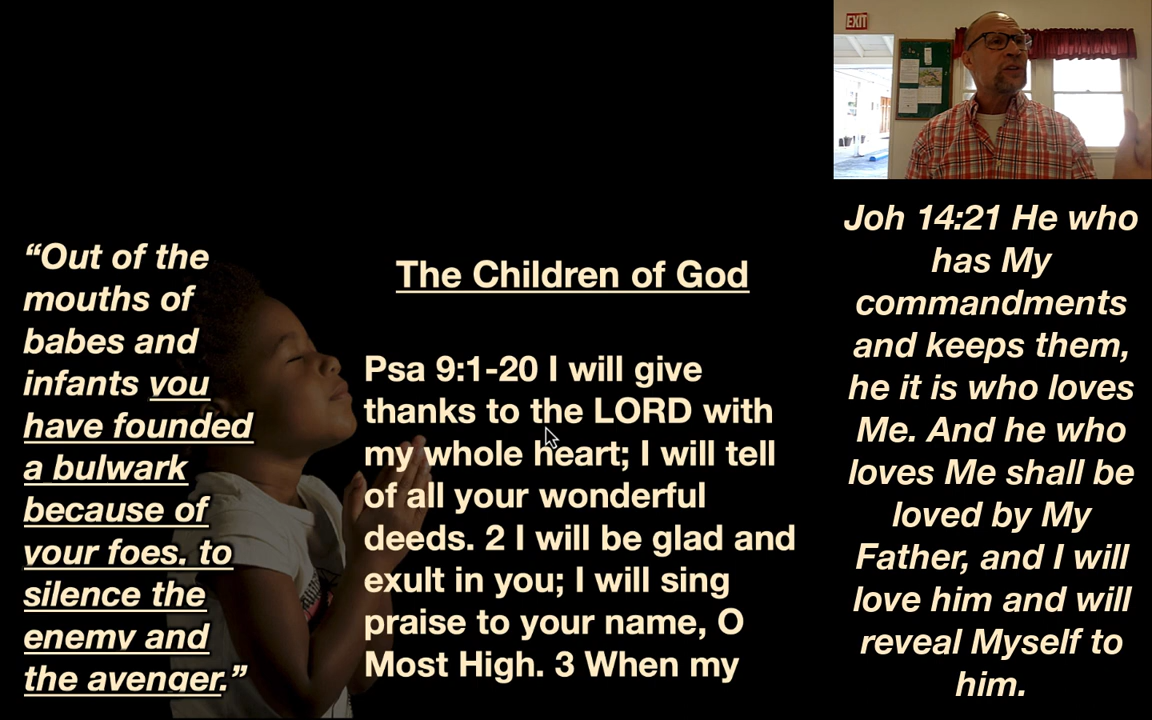 EXIT
“Out of the
mouths of
babes and
infants you
have founded
a bulwark
because of
your foes, to
silence the
enemy and
the avenger.”
The Children of God
Psa 9:1-20 I will give
thanks to the LORD with
my whole heart; I will tell
of all your wonderful
deeds. 2 I will be glad and
exult in you; I will sing
praise to your name, O
Most High. 3 When my
Joh 14:21 He who
has My
commandments
and keeps them,
he it is who loves
Me. And he who
loves Me shall be
loved by My
Father, and I will
love him and will
reveal Myself to
him.